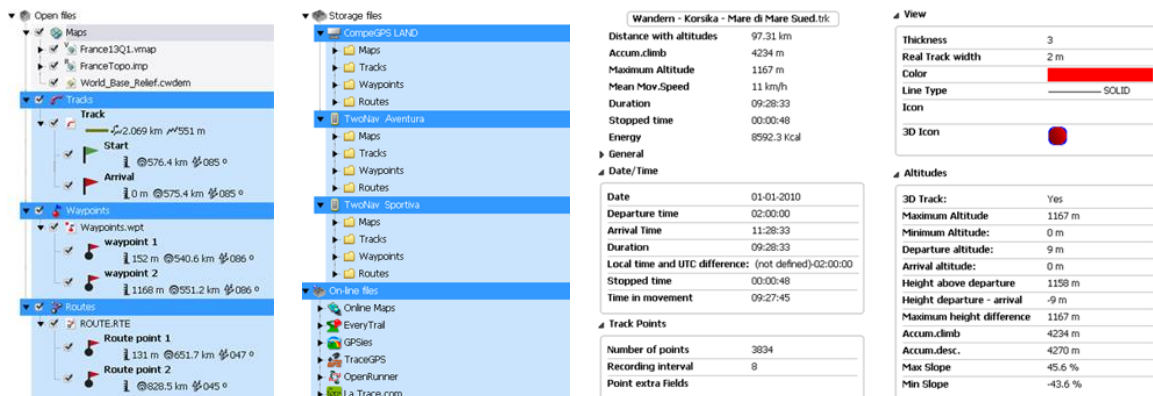 Open files
Maps
France13Q1.vmap
FranceTopo.imp
World_Base_Relief.cwdem
Tracks
Track
2.069 km 551 m
Start
576.4 km 085 º
Arrival
0 m 575.4 km 085 º
Waypoints
Waypoints.wpt
waypoint 1
152 m 540.6 km 086 º
waypoint 2
1168 m 551.2 km 086 º
Routes
ROUTE.RTE
Route point 1
131 m 651.7 km 047 º
Route point 2
828.5 km 045 º
Storage files
CompeGPS LAND
Maps
Tracks
Waypoints
Routes
TwoNav Aventura
Maps
Tracks
Waypoints
Routes
TwoNav Sportiva
Maps
Tracks
Waypoints
Routes
On-line files
Online Maps
EveryTrail
GPSies
TraceGPS
OpenRunner
La Trace.com
Wandern - Korsika - Mare di Mare Sued.trk
Distance with altitudes 97.31 km
Accum.climb 4234 m
Maximum Altitude 1167 m
Mean Mov.Speed 11 km/h
Duration 09:28:33
Stopped time 00:00:48
Energy 8592.3 Kcal
General
Date/Time
Date 01-01-2010
Departure time 02:00:00
Arrival Time 11:28:33
Duration 09:28:33
Local time and UTC difference: (not defined)-02:00:00
Stopped time 00:00:48
Time in movement 09:27:45
Track Points
Number of points 3834
Recording interval 8
Point extra Fields
View
Thickness 3
Real Track width 2 m
Color
Line Type SOLID
Icon
3D Icon
Altitudes
3D Track: Yes
Maximum Altitude 1167 m
Minimum Altitude: 0 m
Departure altitude: 9 m
Arrival altitude: 0 m
Height above departure 1158 m
Height departure - arrival -9 m
Maximum height difference 1167 m
Accum.climb 4234 m
Accum.desc. 4270 m
Max Slope 45.6 %
Min Slope -43.6 %